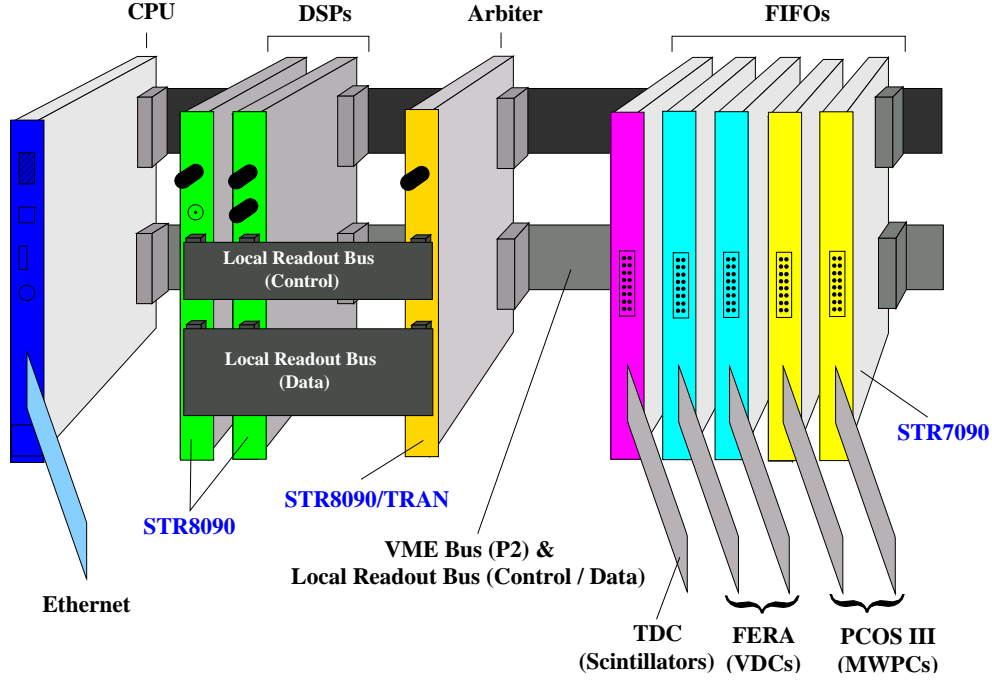 CPU
DSPs
Arbiter
FIFOs
Local Readout Bus
(Control)
Local Readout Bus
(Data)
STR7090
STR8090/TRAN
STR8090
VME Bus (P2) &
Local Readout Bus (Control / Data)
Ethernet
TDC
(Scintillators)
FERA
(VDCs)
PCOS III
(MWPCs)